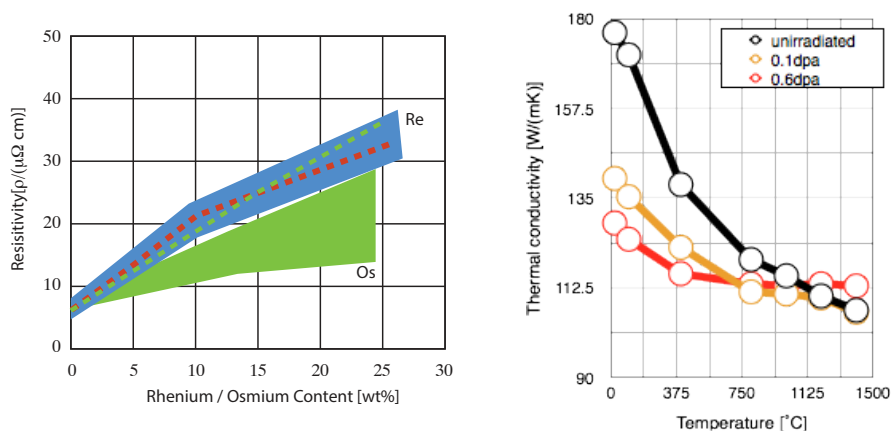 50
40
30
20
10
0
Resisitivity[ρ/(μΩ cm)]
Re
Os
0 5 10 15 20 25 30
Rhenium / Osmium Content [wt%]
180
157.5
135
112.5
90
Thermal conductivity [W/(mK)]
unirradiated
0.1dpa
0.6dpa
0 375 750 1125 1500
Temperature [˚C]